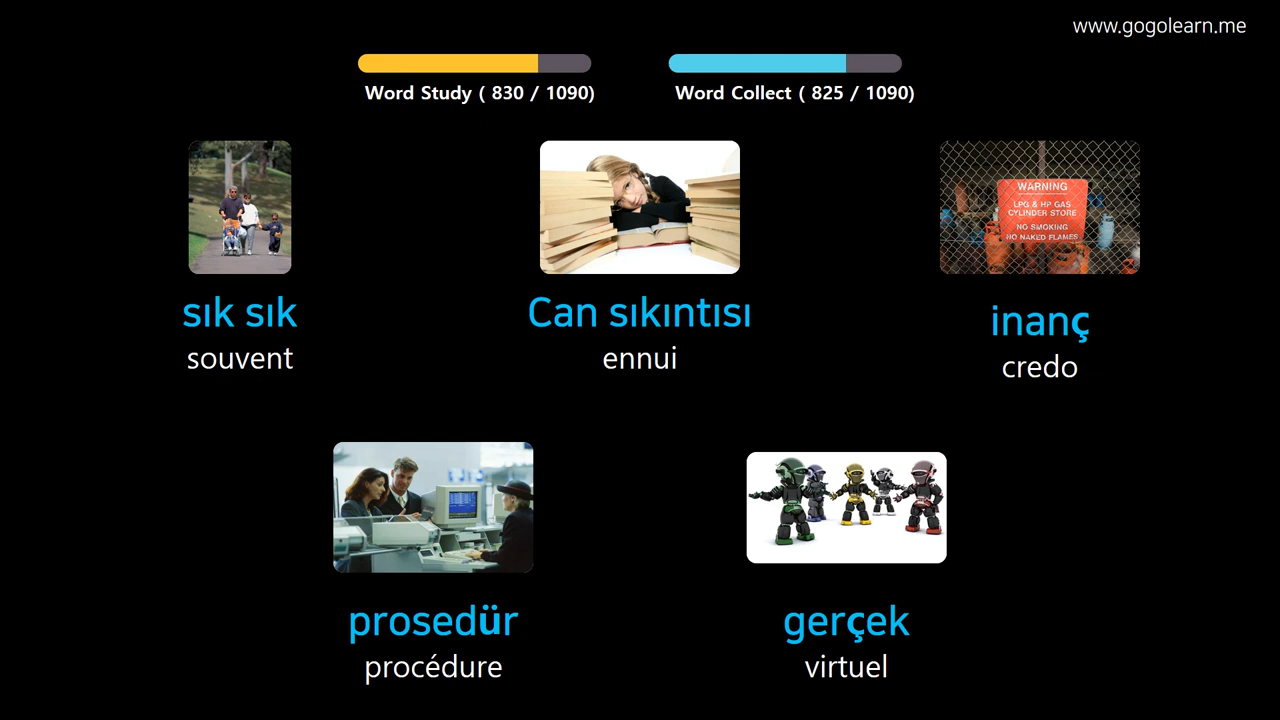 www.gogolearn.me
Word Study ( 830 / 1090)
Word Collect ( 825 / 1090)
WARNING
LPG & HP GAS
CYLINDER STORE
NO SMOKING
NO NAKED FLAMES
sık sık
souvent
Can sıkıntısı
ennui
inanç
credo
prosedür
procédure
gerçek
virtuel